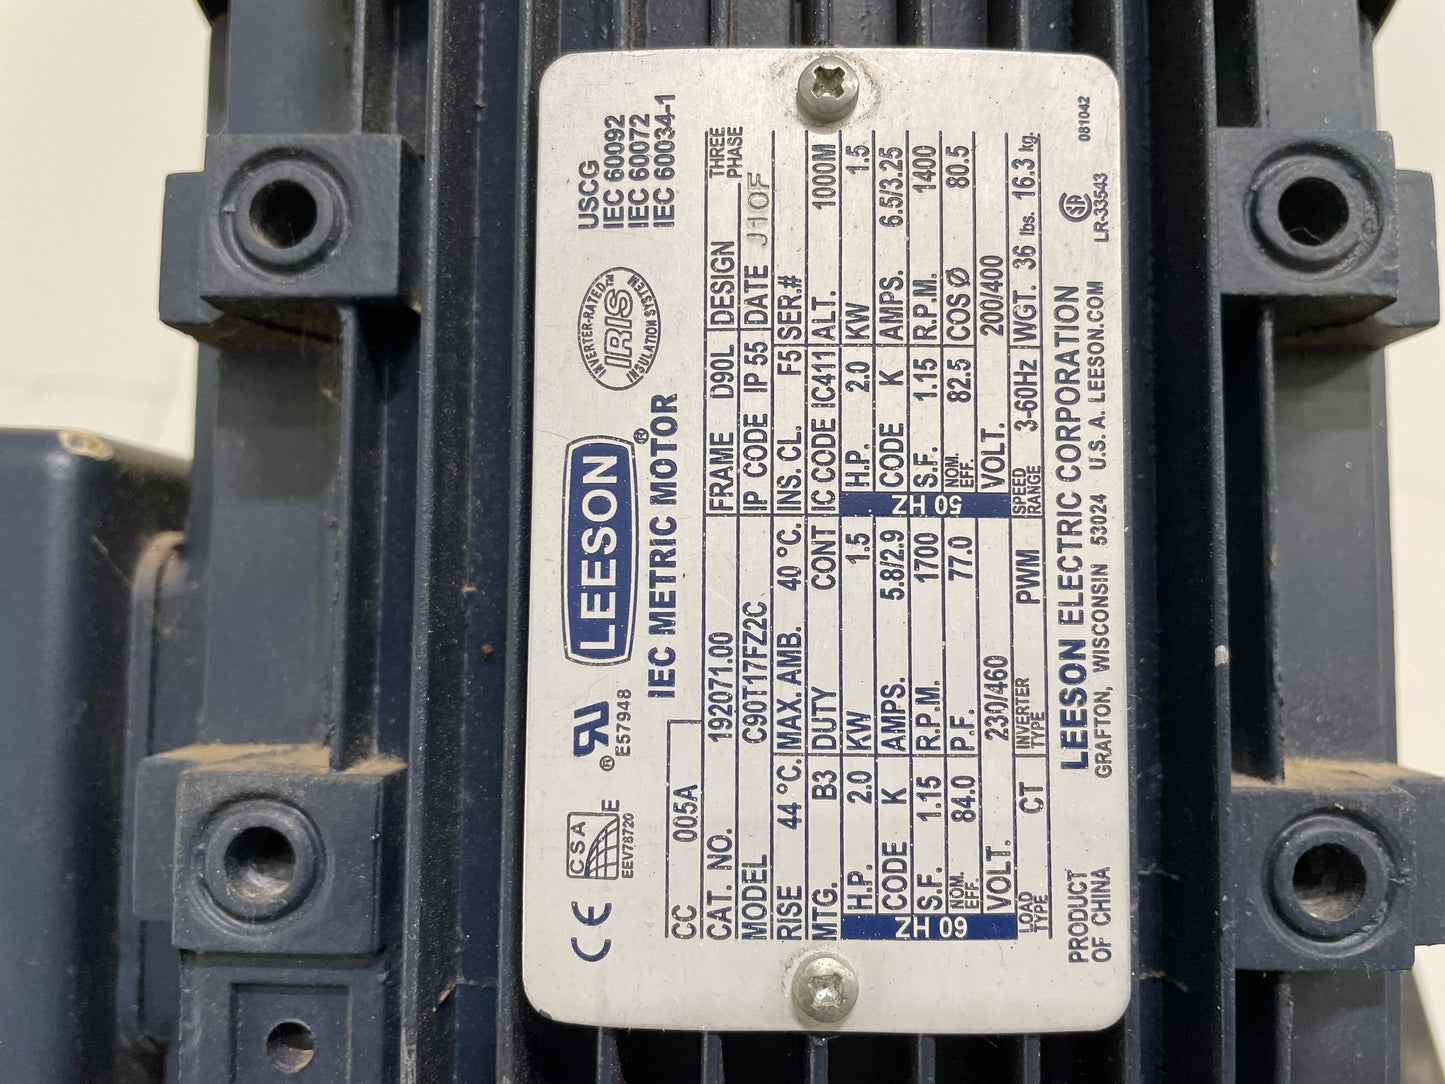 CE CSA EEV78720 E
UR ® E57948
LEESON ®
IEC METRIC MOTOR
INVERTER-RATED™
IRIS
INSULATION SYSTEM
USCG
IEC 60092
IEC 60072
IEC 60034-1
CC 005A
CAT. NO. 192071.00 FRAME D90L DESIGN THREE PHASE
MODEL C90T17FZ2C IP CODE IP 55 DATE J10F
RISE 44 °C. MAX. AMB. 40 °C. INS. CL. F5 SER.#
MTG. B3 DUTY CONT IC CODE IC411 ALT. 1000M
60 HZ H.P. 2.0 KW 1.5 50 HZ H.P. 2.0 KW 1.5
CODE K AMPS. 5.8/2.9 CODE K AMPS. 6.5/3.25
S.F. 1.15 R.P.M. 1700 S.F. 1.15 R.P.M. 1400
NOM. EFF. 84.0 P.F. 77.0 NOM. EFF. 82.5 COS Ø 80.5
VOLT. 230/460 VOLT. 200/400
LOAD TYPE CT INVERTER TYPE PWM SPEED RANGE 3-60Hz WGT. 36 lbs. 16.3 kg.
PRODUCT OF CHINA
LEESON ELECTRIC CORPORATION
GRAFTON, WISCONSIN 53024 U.S.A. LEESON.COM
SA LR-33543
081042